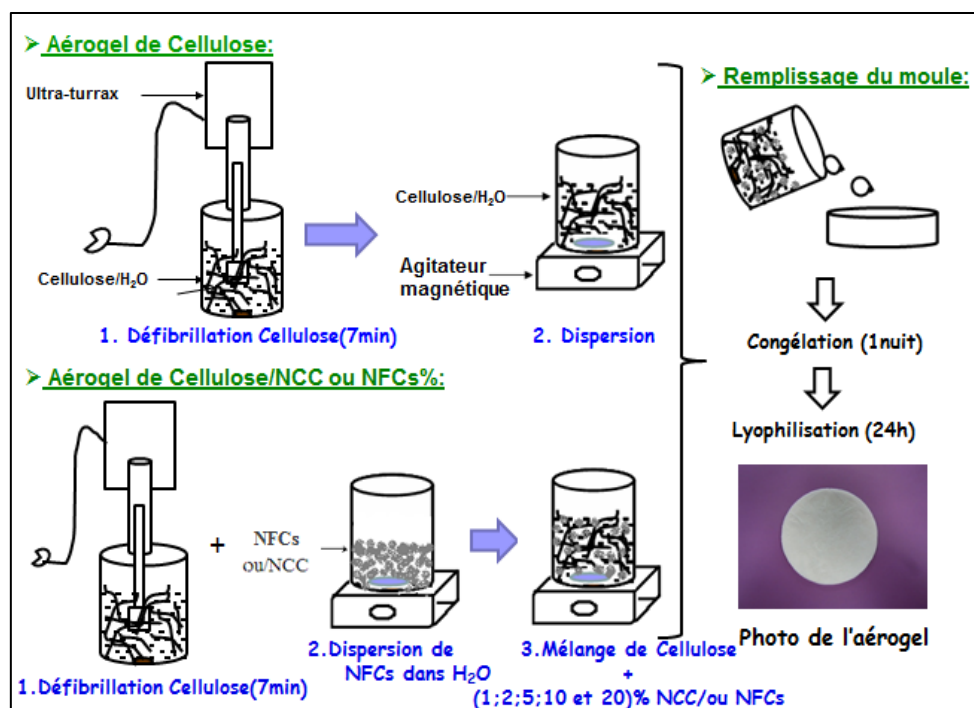 ➢ Aérogel de Cellulose:
Ultra-turrax
Cellulose/H₂O
1. Défibrillation Cellulose(7min)
Cellulose/H₂O
Agitateur
magnétique
2. Dispersion
➢ Aérogel de Cellulose/NCC ou NFCs%:
+
NFCs
ou/NCC
1.Défibrillation Cellulose(7min)
2.Dispersion de
NFCs dans H₂O
3.Mélange de Cellulose
+
(1;2;5;10 et 20)% NCC/ou NFCs
➢ Remplissage du moule:
Congélation (1nuit)
Lyophilisation (24h)
Photo de l'aérogel